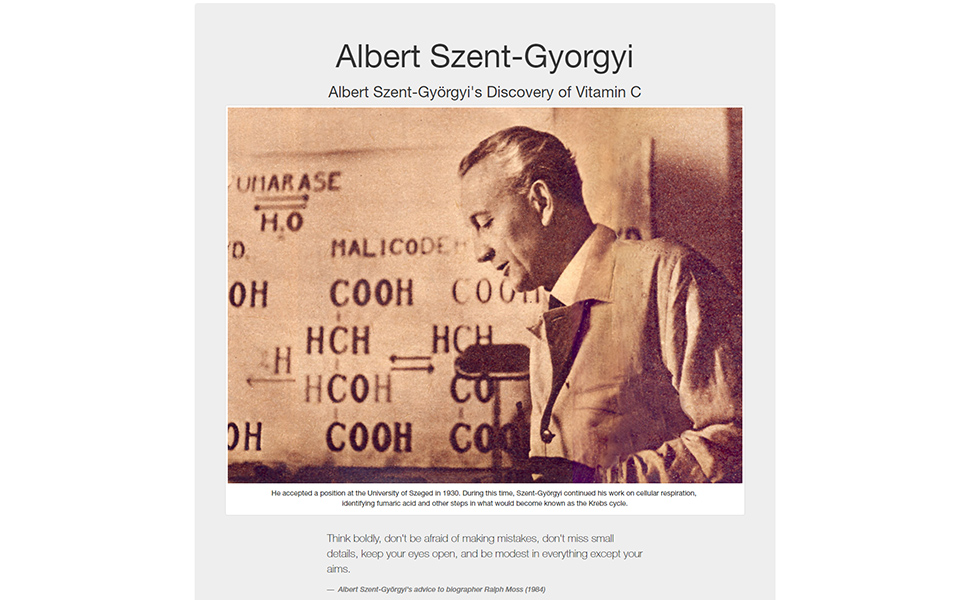 Albert Szent-Gyorgyi
Albert Szent-Györgyi's Discovery of Vitamin C
UMARASE
H₂O
YD.
MALICODEH
OH
COOH
COO
HCH
HCH
H
HCOH
CO
OH
COOH
CO
He accepted a position at the University of Szeged in 1930. During this time, Szent-Györgyi continued his work on cellular respiration,
identifying fumaric acid and other steps in what would become known as the Krebs cycle.
Think boldly, don't be afraid of making mistakes, don't miss small
details, keep your eyes open, and be modest in everything except your
aims.
— Albert Szent-Györgyi's advice to biographer Ralph Moss (1984)